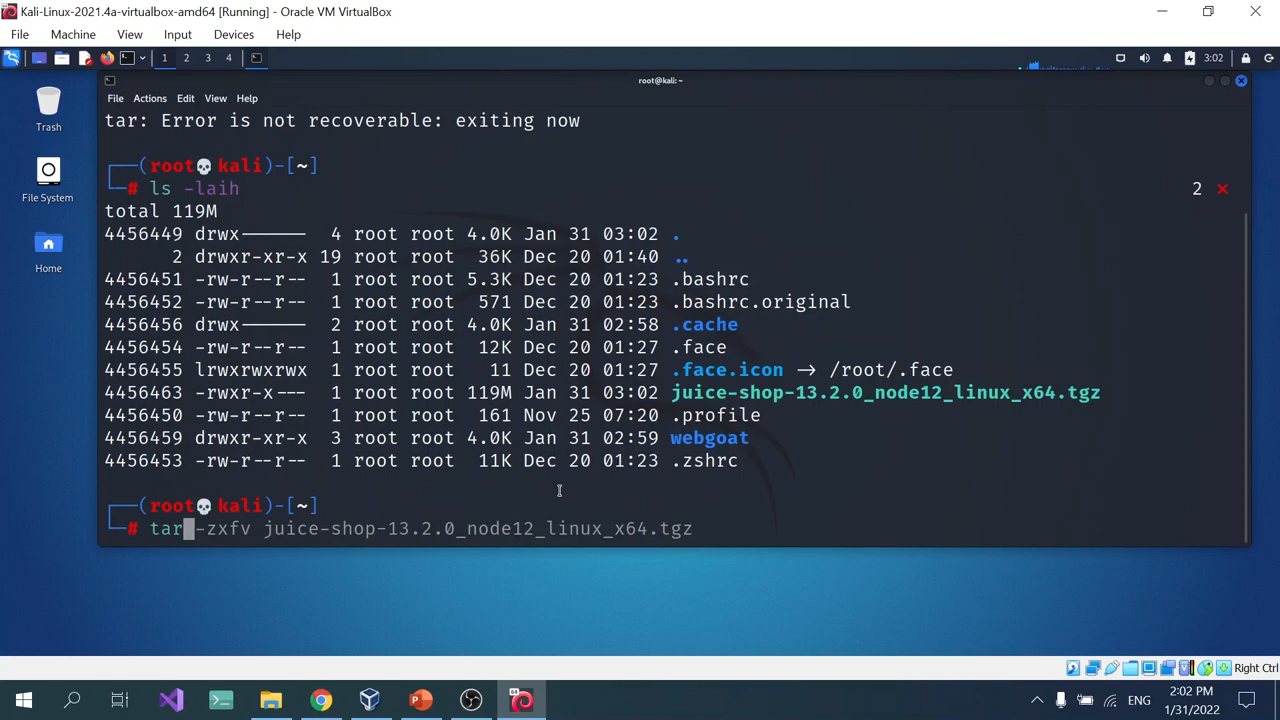 Kali-Linux-2021.4a-virtualbox-amd64 [Running] - Oracle VM VirtualBox
File Machine View Input Devices Help
1 2 3 4 3:02
root@kali: ~
File Actions Edit View Help
tar: Error is not recoverable: exiting now
┌──(root💀kali)-[~]
└─# ls -laih 2 ✗
total 119M
4456449 drwx------ 4 root root 4.0K Jan 31 03:02 .
2 drwxr-xr-x 19 root root 36K Dec 20 01:40 ..
4456451 -rw-r--r-- 1 root root 5.3K Dec 20 01:23 .bashrc
4456452 -rw-r--r-- 1 root root 571 Dec 20 01:23 .bashrc.original
4456456 drwx------ 2 root root 4.0K Jan 31 02:58 .cache
4456454 -rw-r--r-- 1 root root 12K Dec 20 01:27 .face
4456455 lrwxrwxrwx 1 root root 11 Dec 20 01:27 .face.icon -> /root/.face
4456463 -rwxr-x--- 1 root root 119M Jan 31 03:02 juice-shop-13.2.0_node12_linux_x64.tgz
4456450 -rw-r--r-- 1 root root 161 Nov 25 07:20 .profile
4456459 drwxr-xr-x 3 root root 4.0K Jan 31 02:59 webgoat
4456453 -rw-r--r-- 1 root root 11K Dec 20 01:23 .zshrc
┌──(root💀kali)-[~]
└─# tar -zxfv juice-shop-13.2.0_node12_linux_x64.tgz
Trash
File System
Home
Right Ctrl
ENG
2:02 PM
1/31/2022